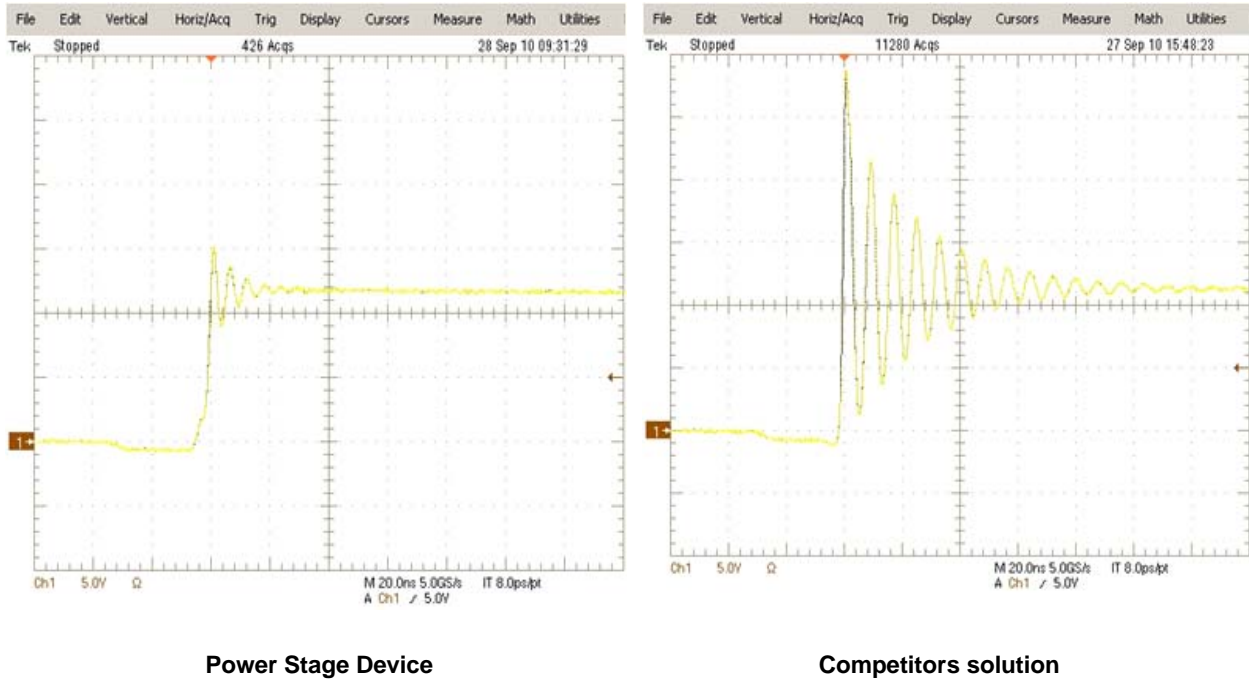 File Edit Vertical Horiz/Acq Trig Display Cursors Measure Math Utilities
Tek Stopped 426 Acqs 28 Sep 10 09:31:29
1
Ch1 5.0V Ω M 20.0ns 5.0GS/s IT 8.0ps/pt
A Ch1 / 5.0V
Power Stage Device
File Edit Vertical Horiz/Acq Trig Display Cursors Measure Math Utilities
Tek Stopped 11280 Acqs 27 Sep 10 15:48:23
1
Ch1 5.0V Ω M 20.0ns 5.0GS/s IT 8.0ps/pt
A Ch1 / 5.0V
Competitors solution